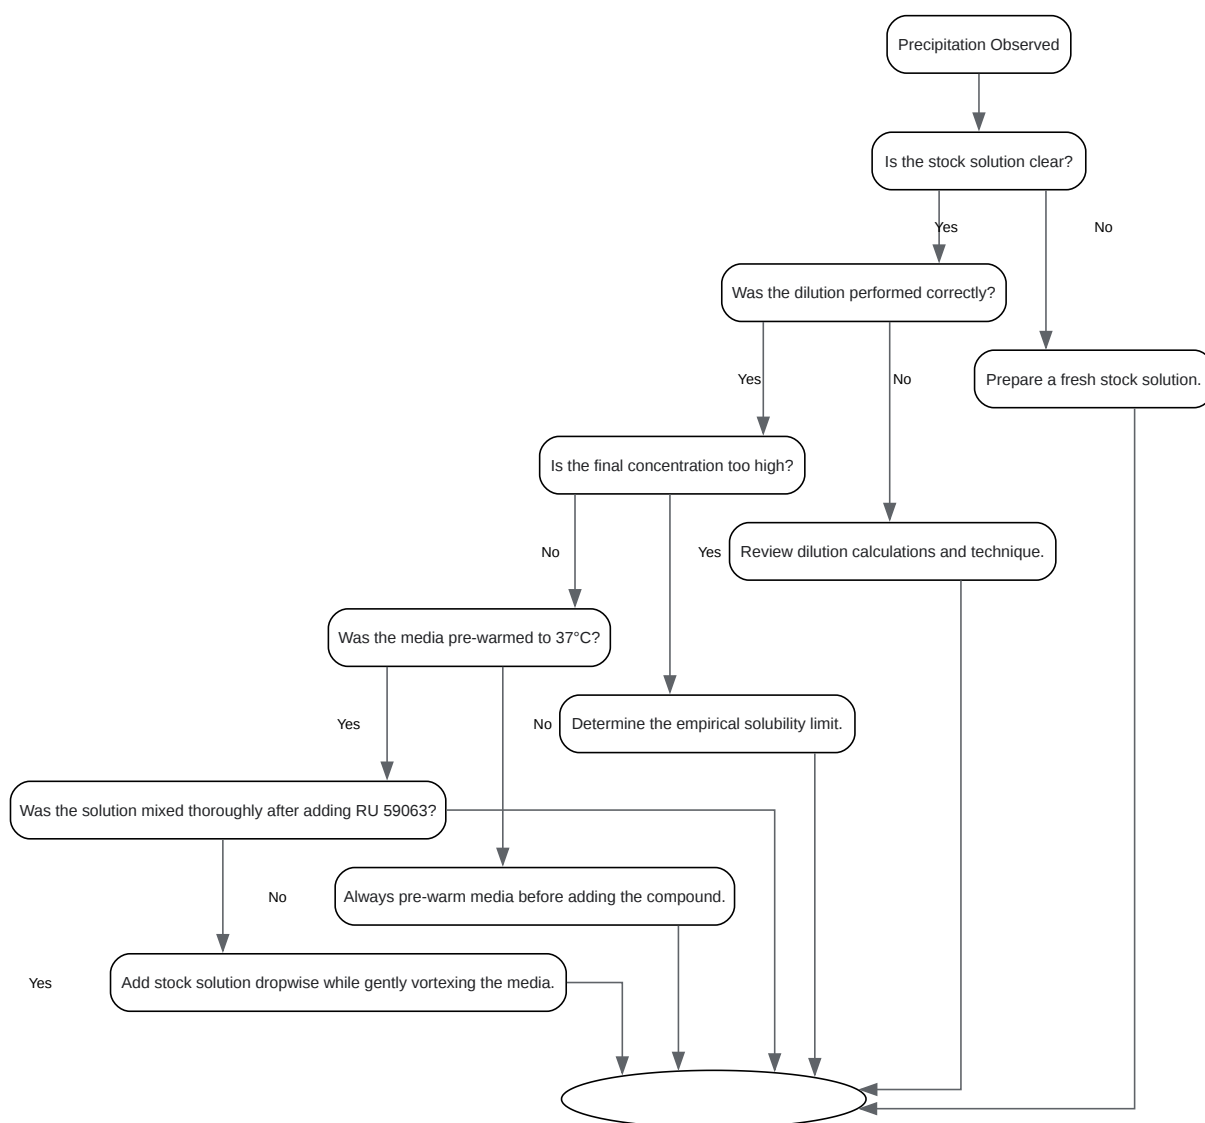 Precipitation Observed
Is the stock solution clear?
Yes
No
Was the dilution performed correctly?
Yes
No
Prepare a fresh stock solution.
Is the final concentration too high?
No
Yes
Review dilution calculations and technique.
Was the media pre-warmed to 37°C?
Yes
No
Determine the empirical solubility limit.
Was the solution mixed thoroughly after adding RU 59063?
No
Always pre-warm media before adding the compound.
Yes
Add stock solution dropwise while gently vortexing the media.